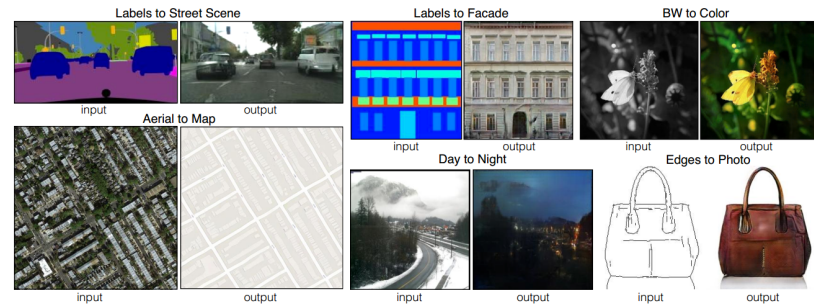 Labels to Street Scene
input
output
Aerial to Map
input
output
Labels to Facade
input
output
BW to Color
input
output
Day to Night
input
output
Edges to Photo
input
output